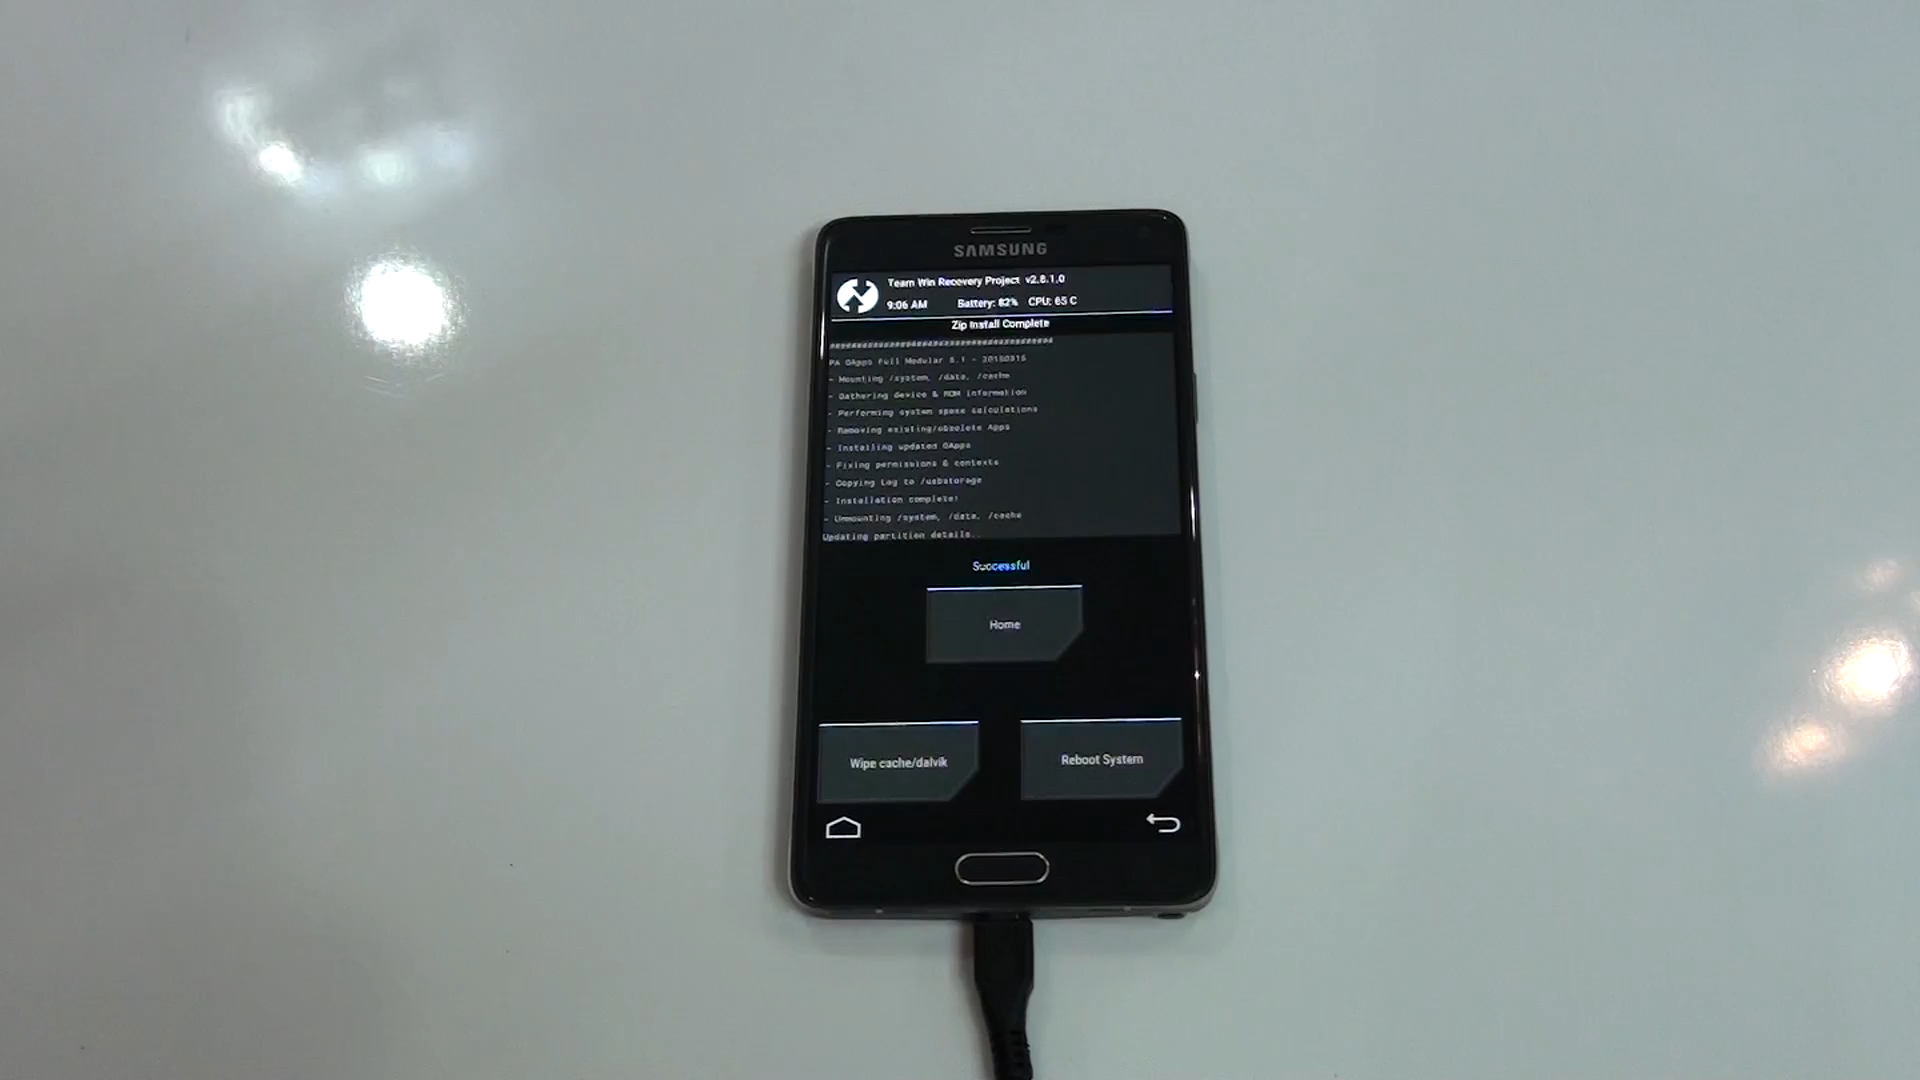 SAMSUNG
Team Win Recovery Project v2.8.1.0
9:06 AM Battery: 82% CPU: 65 C
Zip Install Complete
##########################################
PA GApps Full Modular 5.1 - 20150315
- Mounting /system, /data, /cache
- Gathering device & ROM information
- Performing system space calculations
- Removing existing/obsolete Apps
- Installing updated GApps
- Fixing permissions & contexts
- Copying Log to /usbstorage
- Installation complete!
- Unmounting /system, /data, /cache
Updating partition details..
Successful
Home
Wipe cache/dalvik
Reboot System